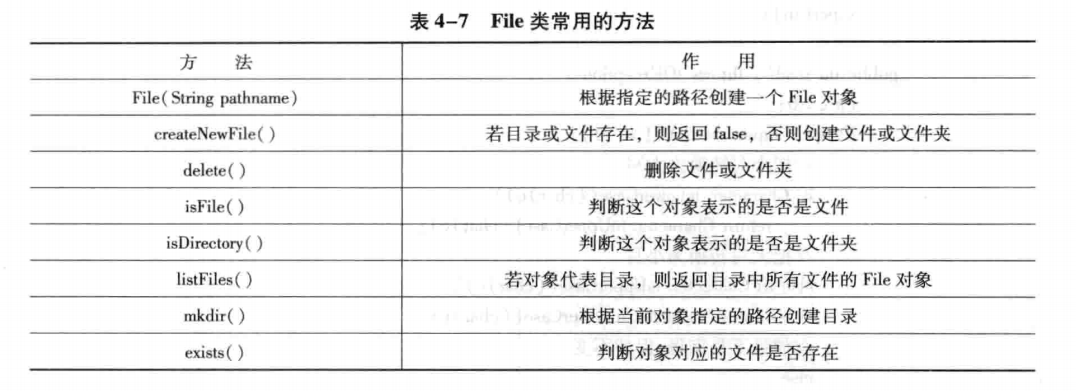 表 4-7 File 类常用的方法
方 法 作 用
File(String pathname) 根据指定的路径创建一个 File 对象
createNewFile() 若目录或文件存在，则返回 false，否则创建文件或文件夹
delete() 删除文件或文件夹
isFile() 判断这个对象表示的是否是文件
isDirectory() 判断这个对象表示的是否是文件夹
listFiles() 若对象代表目录，则返回目录中所有文件的 File 对象
mkdir() 根据当前对象指定的路径创建目录
exists() 判断对象对应的文件是否存在